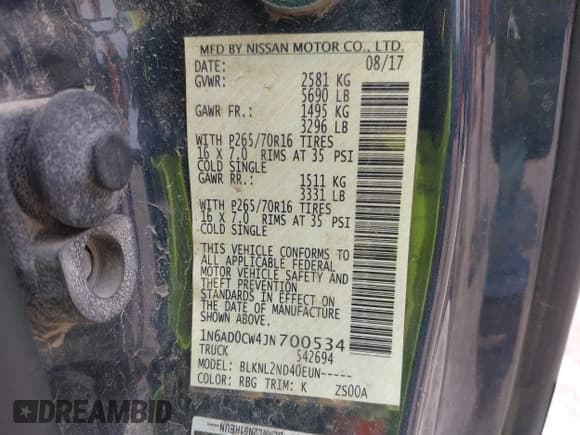 MFD BY NISSAN MOTOR CO., LTD.
DATE: 08/17
GVWR: 2581 KG
5690 LB
GAWR FR.: 1495 KG
3296 LB
WITH P265/70R16 TIRES
16 X 7.0 RIMS AT 35 PSI
COLD SINGLE
GAWR RR.: 1511 KG
3331 LB
WITH P265/70R16 TIRES
16 X 7.0 RIMS AT 35 PSI
COLD SINGLE
THIS VEHICLE CONFORMS TO
ALL APPLICABLE FEDERAL
MOTOR VEHICLE SAFETY AND
THEFT PREVENTION
STANDARDS IN EFFECT ON
THE DATE OF MANUFACTURE
SHOWN ABOVE.
1N6AD0CW4JN700534
TRUCK 542694
MODEL: BLKNL2ND40EUN-----
COLOR: RBG TRIM: K ZS00A
DEALERCENTRIC